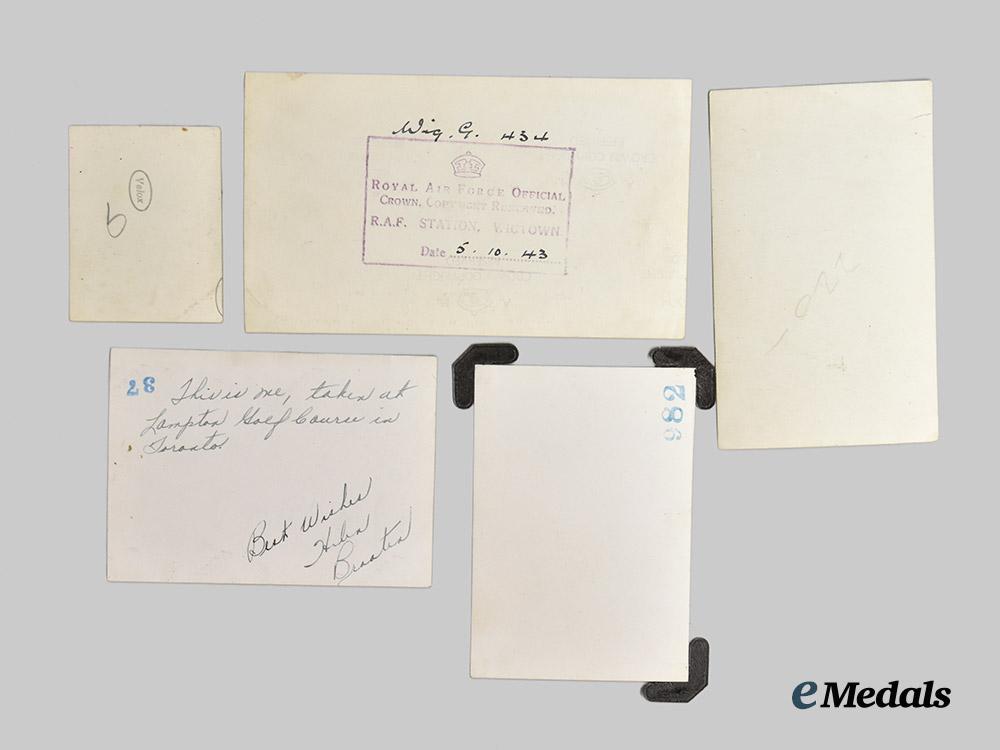 Velox
5
Wig. G. 434
ROYAL AIR FORCE OFFICIAL
CROWN. COPYRIGHT RESERVED.
R.A.F. STATION, WIGTOWN
Date 5. 10. 43
28
This is me, taken at
Lampton Golf Course in
Toronto.
Best Wishes
Helen
982
eMedals